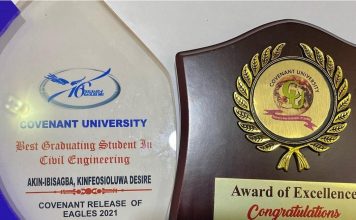 COVENANT UNIVERSITY
Best Graduating Student In
Civil Engineering
AKIN-IBISAGBA, KINFEOSIOLUWA DESIRE
COVENANT RELEASE OF
EAGLES 2021
COVENANT UNIVERSITY
Award of Excellence
Congratulations